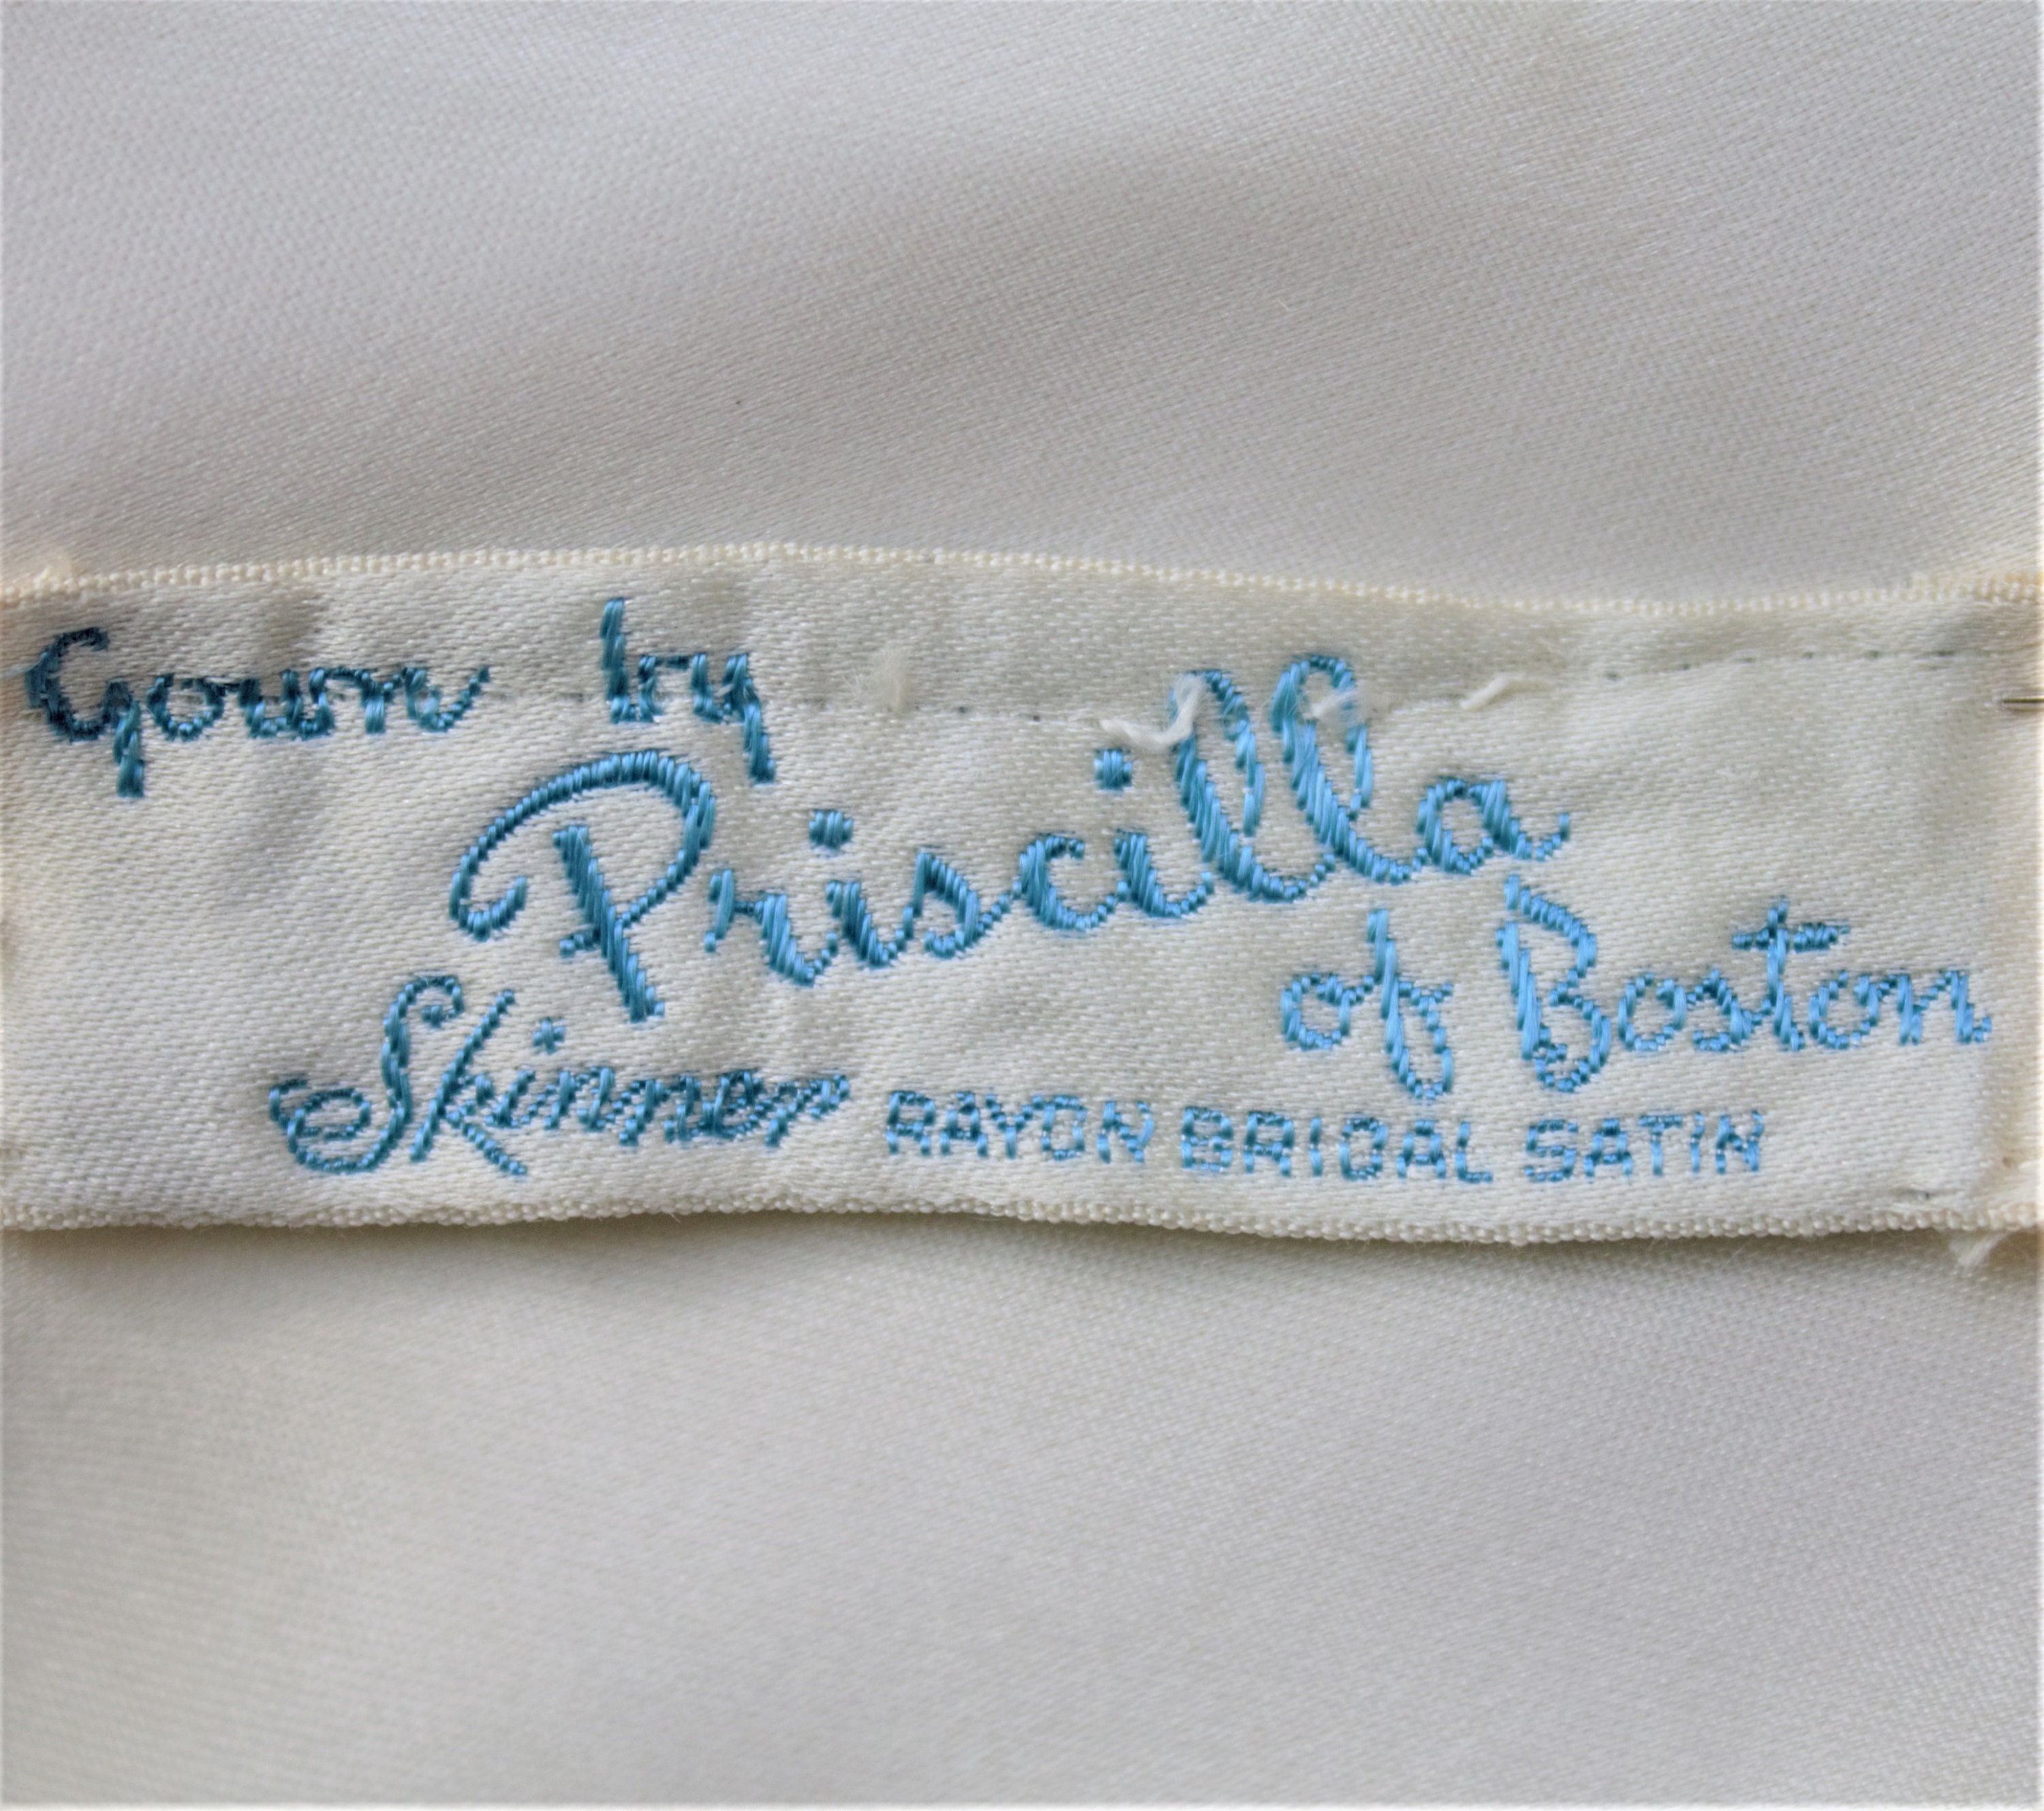 Gown by
Priscilla
of Boston
Skinner RAYON BRIDAL SATIN